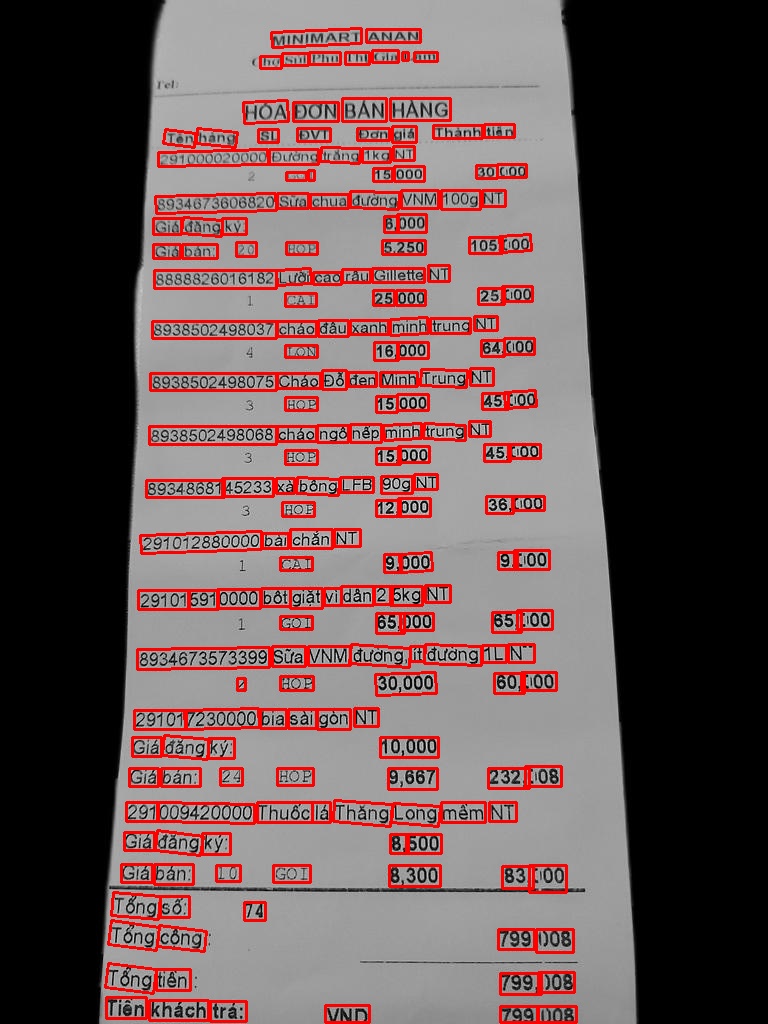 MINIMART ANAN
Chợ Sủi Phú Thị Gia
Tel:
HÓA ĐƠN BÁN HÀNG
Tên hàng SL ĐVT Đơn giá Thành tiền
291000020000 Đường trắng 1kg NT
2 15,000 30,000
8934673606820 Sữa chua đường VNM 100g NT
Giá đăng ký: 6,000
Giá bán: 20 HOP 5,250 105,000
8888826016182 Lưỡi cao râu Gillette NT
1 CAI 25,000 25,000
8938502498037 cháo đâu xanh minh trung NT
4 LON 16,000 64,000
8938502498075 Cháo Đỗ đen Minh Trung NT
3 HOP 15,000 45,000
8938502498068 cháo ngô nếp minh trung NT
3 HOP 15,000 45,000
8934868145233 xà bông LFB 90g NT
3 HOP 12,000 36,000
291012880000 bài chắn NT
1 CAI 9,000 9,000
291015910000 bôt giặt vì dân 2.5kg NT
1 GOI 65,000 65,000
8934673573399 Sữa VNM đường, ít đường 1L NT
2 HOP 30,000 60,000
291017230000 bia sài gòn NT
Giá đăng ký: 10,000
Giá bán: 24 HOP 9,667 232,008
291009420000 Thuốc lá Thăng Long mềm NT
Giá đăng ký: 8,500
Giá bán: 10 GOI 8,300 83,000
Tổng số: 74
Tổng công: 799,008
Tổng tiền : 799,008
Tiền khách trả: VND 799,008